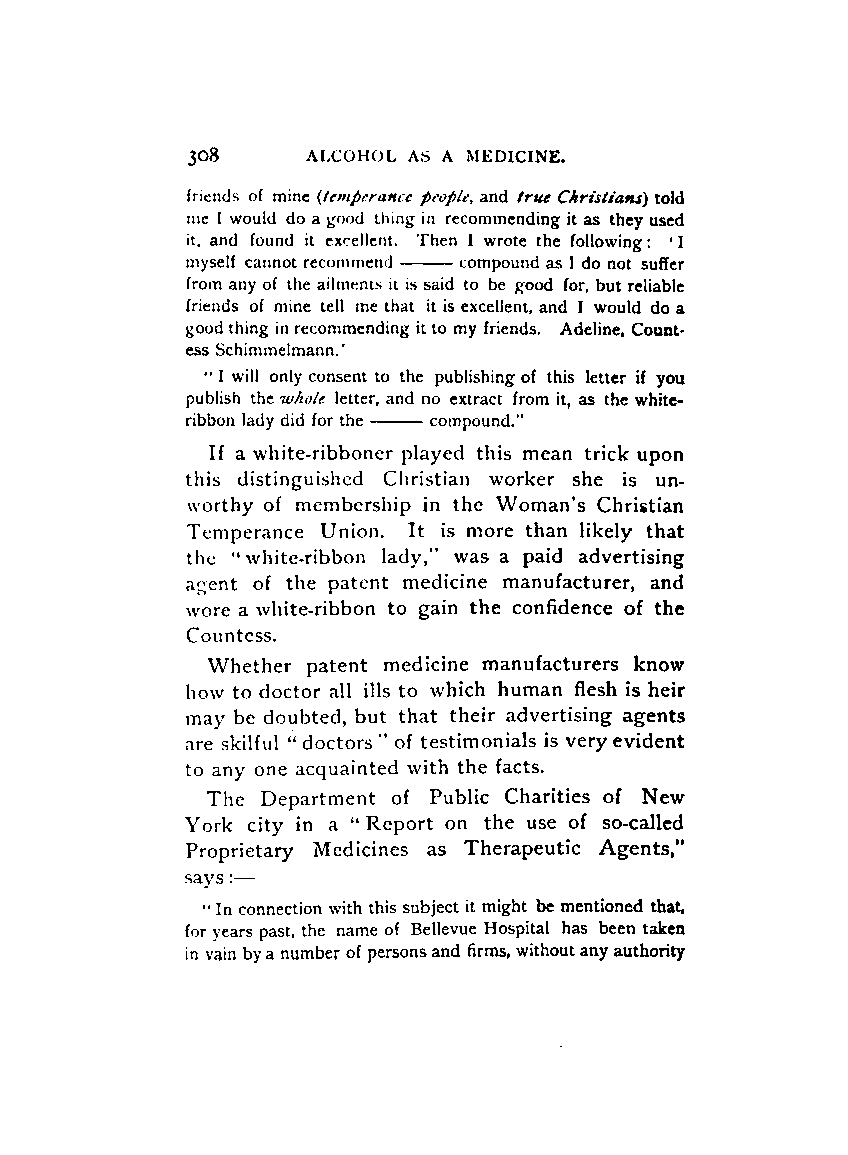 308 ALCOHOL AS A MEDICINE.
friends of mine (temperance people, and true Christians) told
me I would do a good thing in recommending it as they used
it, and found it excellent. Then I wrote the following: 'I
myself cannot recommend ——— compound as I do not suffer
from any of the ailments it is said to be good for, but reliable
friends of mine tell me that it is excellent, and I would do a
good thing in recommending it to my friends. Adeline, Count-
ess Schimmelmann.'
"I will only consent to the publishing of this letter if you
publish the whole letter, and no extract from it, as the white-
ribbon lady did for the ——— compound."
If a white-ribboner played this mean trick upon
this distinguished Christian worker she is un-
worthy of membership in the Woman's Christian
Temperance Union. It is more than likely that
the "white-ribbon lady," was a paid advertising
agent of the patent medicine manufacturer, and
wore a white-ribbon to gain the confidence of the
Countess.
Whether patent medicine manufacturers know
how to doctor all ills to which human flesh is heir
may be doubted, but that their advertising agents
are skilful "doctors" of testimonials is very evident
to any one acquainted with the facts.
The Department of Public Charities of New
York city in a "Report on the use of so-called
Proprietary Medicines as Therapeutic Agents,"
says:—
"In connection with this subject it might be mentioned that,
for years past, the name of Bellevue Hospital has been taken
in vain by a number of persons and firms, without any authority